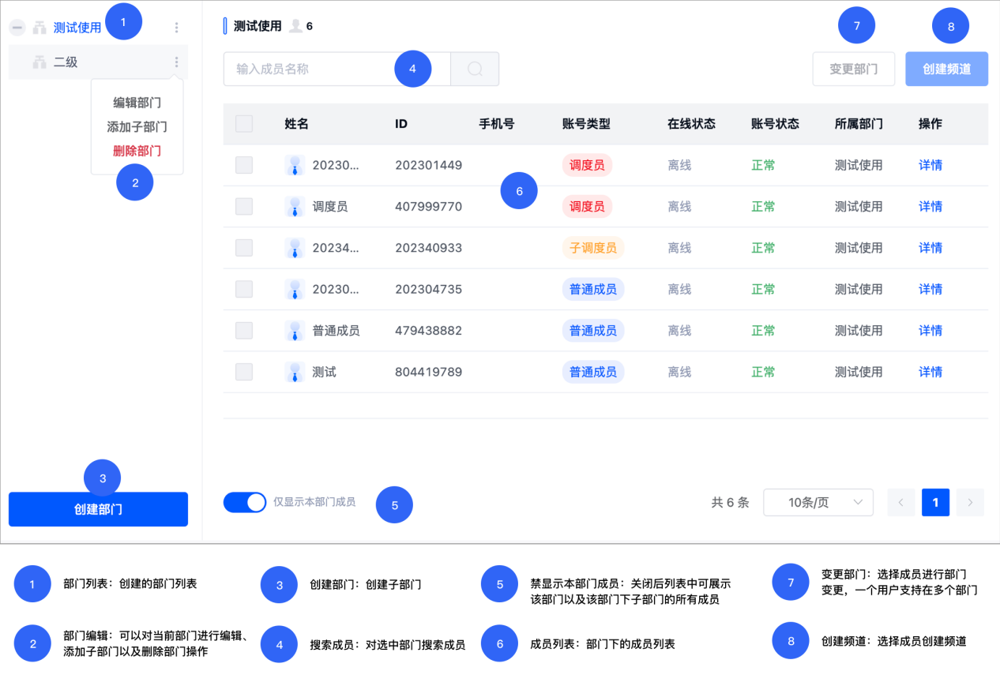 测试使用
1
二级
编辑部门
添加子部门
删除部门
2
3
创建部门
测试使用 6
7
8
输入成员名称
4
变更部门
创建频道
姓名 ID 手机号 账号类型 在线状态 账号状态 所属部门 操作
20230... 202301449 调度员 离线 正常 测试使用 详情
6
调度员 407999770 调度员 离线 正常 测试使用 详情
20234... 202340933 子调度员 离线 正常 测试使用 详情
20230... 202304735 普通成员 离线 正常 测试使用 详情
普通成员 479438882 普通成员 离线 正常 测试使用 详情
测试 804419789 普通成员 离线 正常 测试使用 详情
仅显示本部门成员
5
共 6 条
10条/页
1
1
部门列表：创建的部门列表
2
部门编辑：可以对当前部门进行编辑、
添加子部门以及删除部门操作
3
创建部门：创建子部门
4
搜索成员：对选中部门搜索成员
5
禁显示本部门成员：关闭后列表中可展示
该部门以及该部门下子部门的所有成员
6
成员列表：部门下的成员列表
7
变更部门：选择成员进行部门
变更，一个用户支持在多个部门
8
创建频道：选择成员创建频道